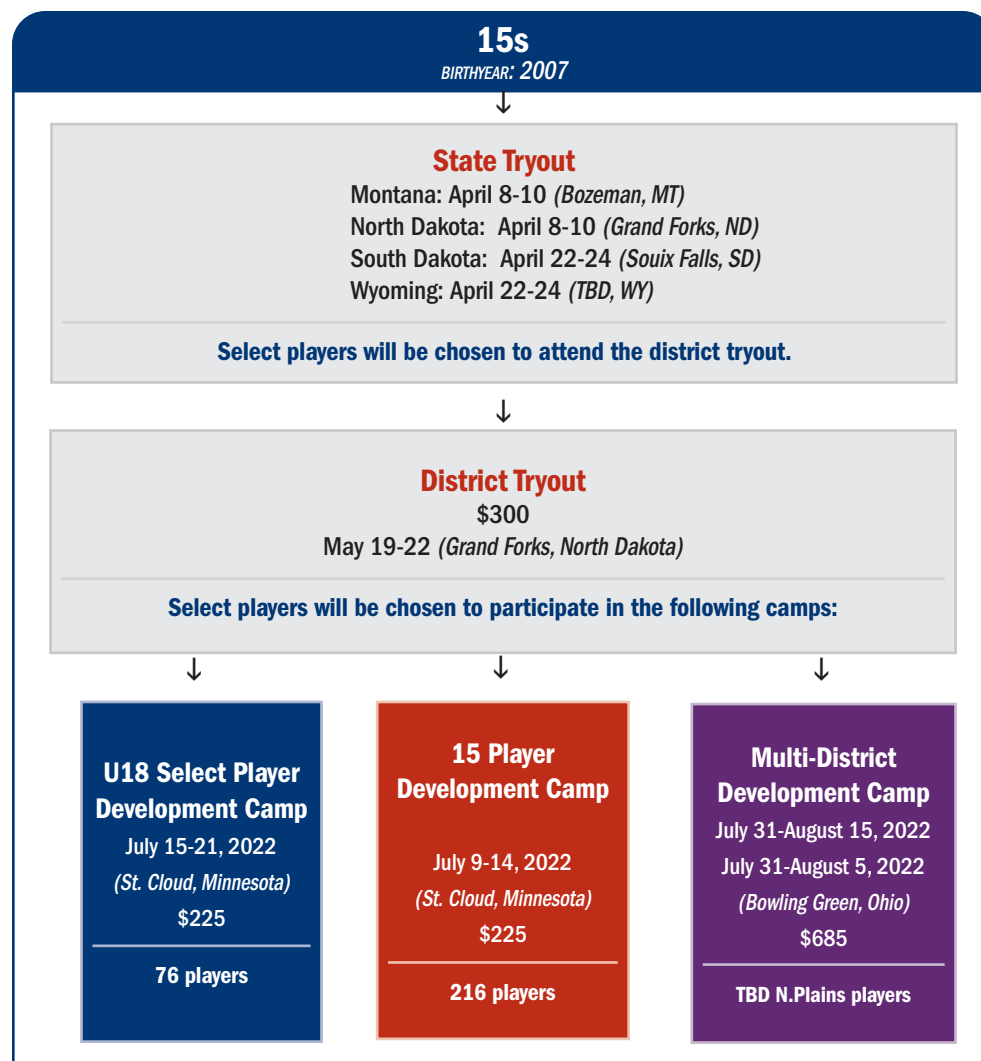 15s
BIRTHYEAR: 2007
State Tryout
Montana: April 8-10 (Bozeman, MT)
North Dakota: April 8-10 (Grand Forks, ND)
South Dakota: April 22-24 (Souix Falls, SD)
Wyoming: April 22-24 (TBD, WY)
Select players will be chosen to attend the district tryout.
District Tryout
$300
May 19-22 (Grand Forks, North Dakota)
Select players will be chosen to participate in the following camps:
U18 Select Player
Development Camp
July 15-21, 2022
(St. Cloud, Minnesota)
$225
76 players
15 Player
Development Camp
July 9-14, 2022
(St. Cloud, Minnesota)
$225
216 players
Multi-District
Development Camp
July 31-August 15, 2022
July 31-August 5, 2022
(Bowling Green, Ohio)
$685
TBD N.Plains players